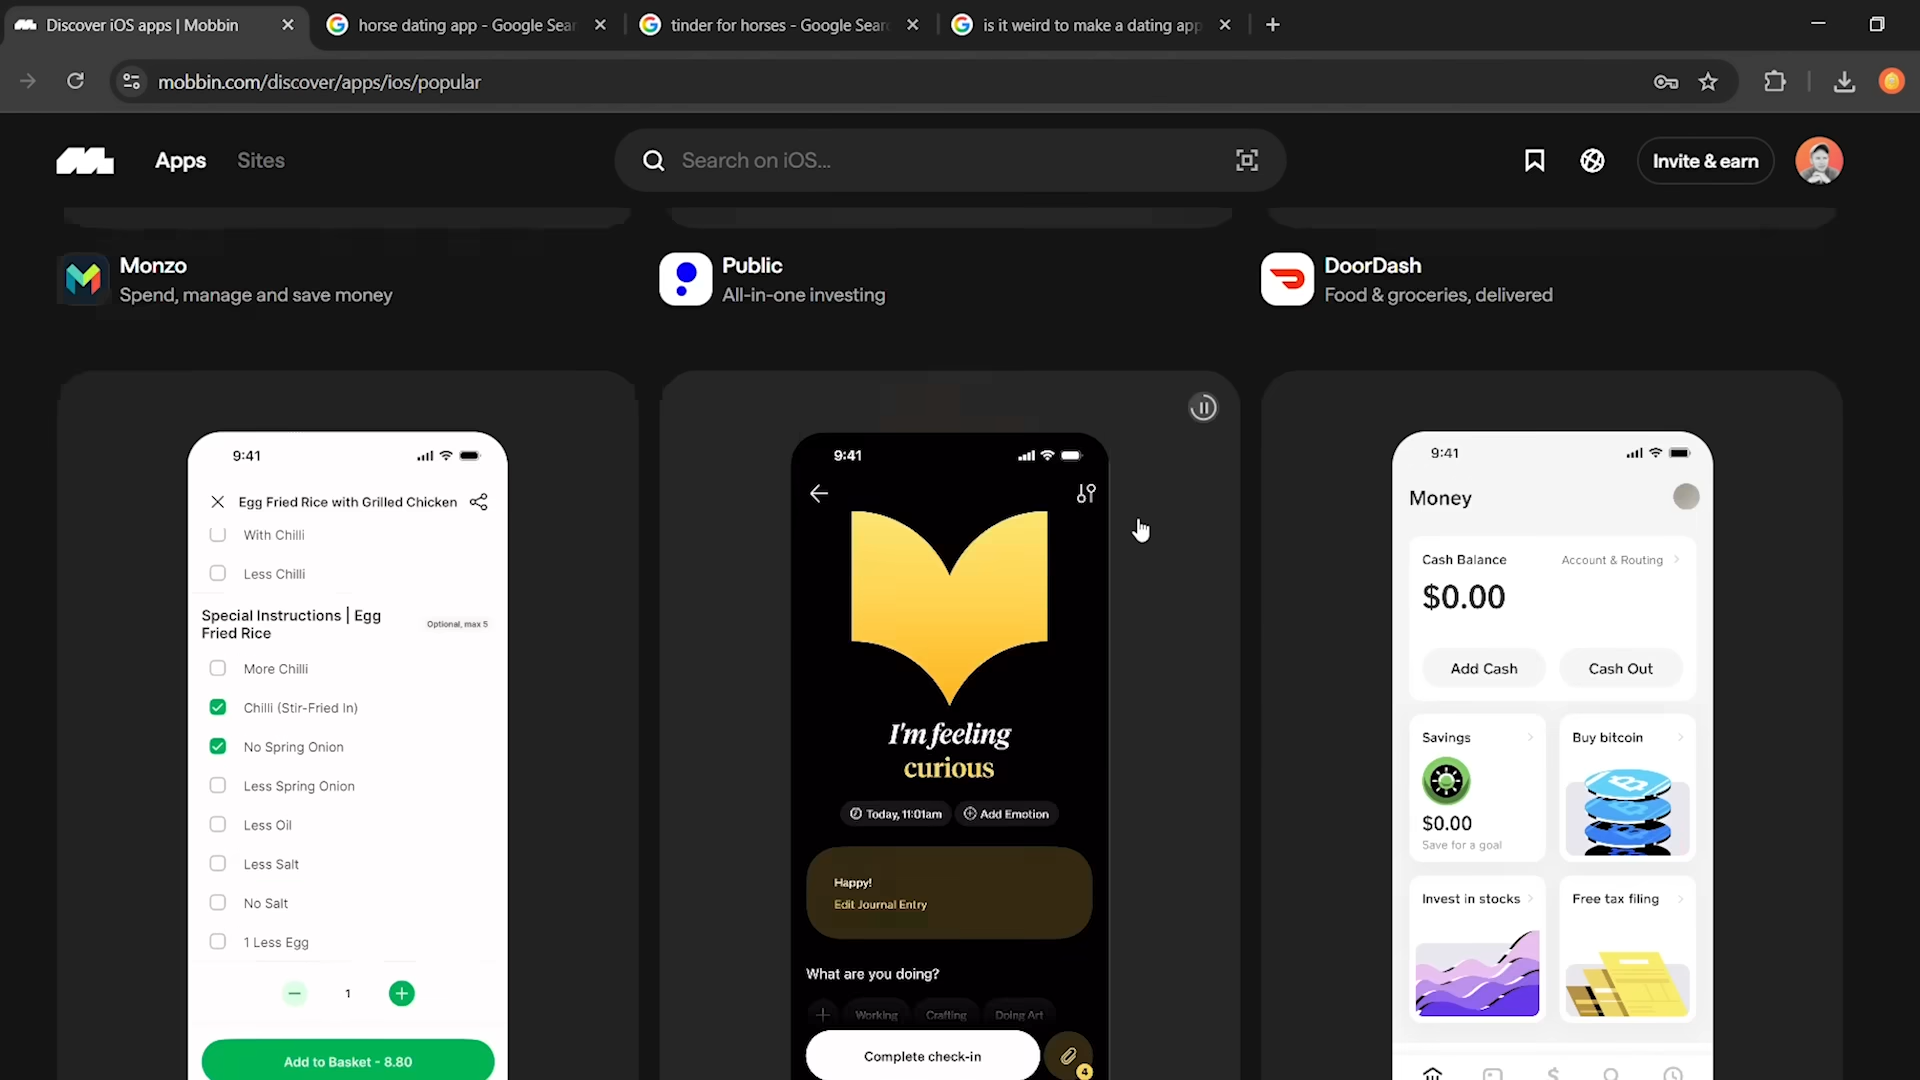 Discover iOS apps | Mobbin
horse dating app - Google Sear
tinder for horses - Google Searc
is it weird to make a dating app
mobbin.com/discover/apps/ios/popular
Apps
Sites
Search on iOS...
Invite & earn
Monzo
Spend, manage and save money
Public
All-in-one investing
DoorDash
Food & groceries, delivered
9:41
Egg Fried Rice with Grilled Chicken
With Chilli
Less Chilli
Special Instructions | Egg
Fried Rice
Optional, max 5
More Chilli
Chilli (Stir-Fried In)
No Spring Onion
Less Spring Onion
Less Oil
Less Salt
No Salt
1 Less Egg
1
Add to Basket - 8.80
9:41
I'm feeling
curious
Today, 11:01am
Add Emotion
Happy!
Edit Journal Entry
What are you doing?
Working
Crafting
Doing Art
Complete check-in
4
9:41
Money
Cash Balance
Account & Routing
$0.00
Add Cash
Cash Out
Savings
$0.00
Save for a goal
Buy bitcoin
Invest in stocks
Free tax filing